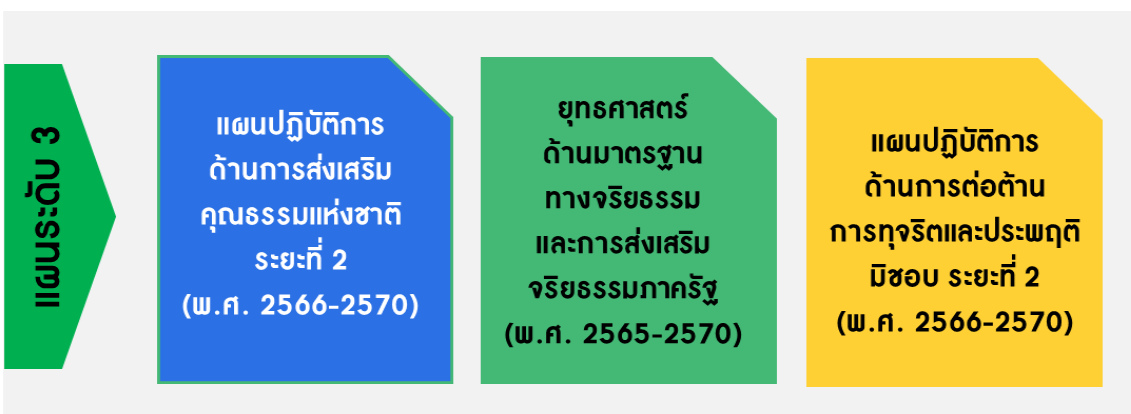 แผนระดับ 3
แผนปฏิบัติการ
ด้านการส่งเสริม
คุณธรรมแห่งชาติ
ระยะที่ 2
(พ.ศ. 2566-2570)
ยุทธศาสตร์
ด้านมาตรฐาน
ทางจริยธรรม
และการส่งเสริม
จริยธรรมภาครัฐ
(พ.ศ. 2565-2570)
แผนปฏิบัติการ
ด้านการต่อต้าน
การทุจริตและประพฤติ
มิชอบ ระยะที่ 2
(พ.ศ. 2566-2570)